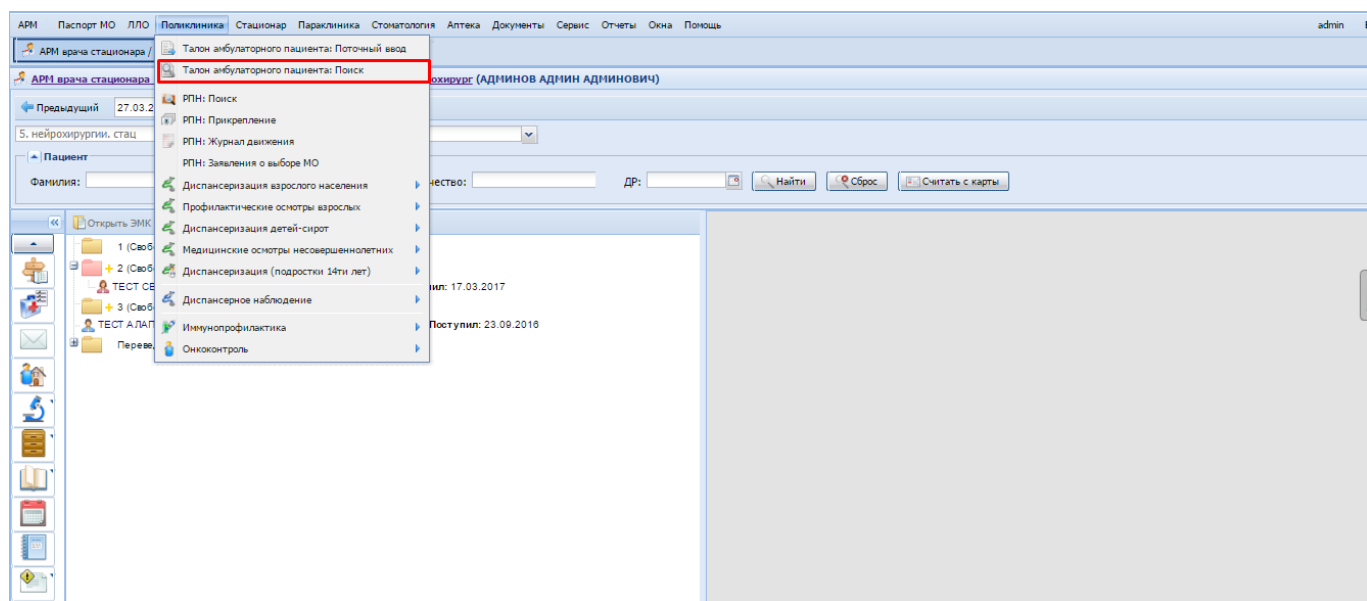 АРМ Паспорт МО ЛЛО Поликлиника Стационар Параклиника Стоматология Аптека Документы Сервис Отчеты Окна Помощь admin
АРМ врача стационара /
Талон амбулаторного пациента: Поточный ввод
Талон амбулаторного пациента: Поиск
АРМ врача стационара охирург (АДМИНОВ АДМИН АДМИНОВИЧ)
Предыдущий 27.03.2
РПН: Поиск
РПН: Прикрепление
5. нейрохирургии. стац
РПН: Журнал движения
Пациент
РПН: Заявления о выборе МО
Фамилия: чество: ДР: Найти Сброс Считать с карты
Диспансеризация взрослого населения
Профилактические осмотры взрослых
Открыть ЭМК
Диспансеризация детей-сирот
1 (Своб
Медицинские осмотры несовершеннолетних
2 (Своб
Диспансеризация (подростки 14ти лет)
ТЕСТ СЕ ил: 17.03.2017
Диспансерное наблюдение
3 (Своб
ТЕСТ АЛАП Поступил: 23.09.2016
Иммунопрофилактика
Переве
Онкоконтроль